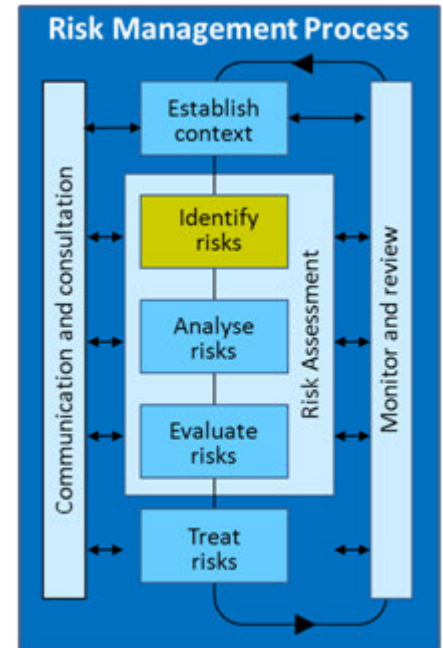 Risk Management Process
Establish
context
Identify
risks
Analyse
risks
Evaluate
risks
Risk Assessment
Treat
risks
Communication and consultation
Monitor and review